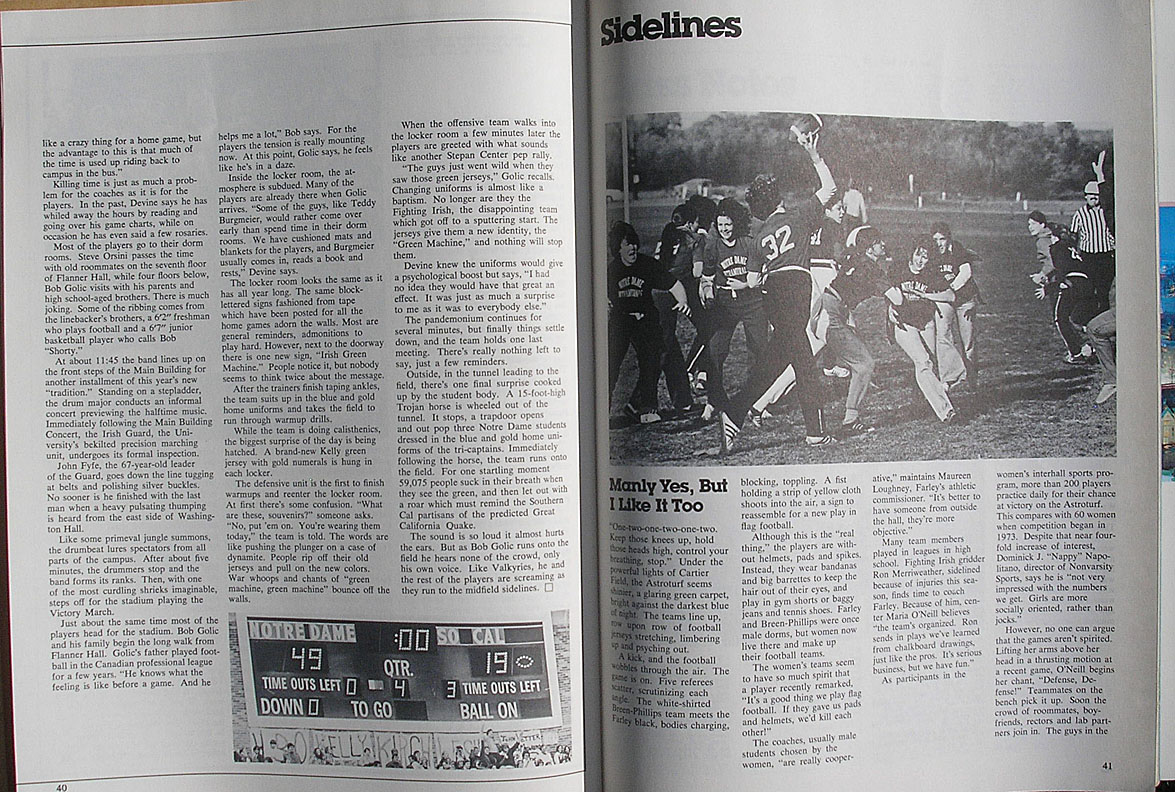 like a crazy thing for a home game, but
the advantage to this is that much of
the time is used up riding back to
campus in the bus."
Killing time is just as much a prob-
lem for the coaches as it is for the
players. In the past, Devine says he has
whiled away the hours by reading and
going over his game charts, while on
occasion he has even said a few rosaries.
Most of the players go to their dorm
rooms. Steve Orsini passes the time
with old roommates on the seventh floor
of Flanner Hall, while four floors below,
Bob Golic visits with his parents and
high school-aged brothers. There is much
joking. Some of the ribbing comes from
the linebacker's brothers, a 6'2" freshman
who plays football and a 6'7" junior
basketball player who calls Bob
"Shorty."
At about 11:45 the band lines up on
the front steps of the Main Building for
another installment of this year's new
"tradition." Standing on a stepladder,
the drum major conducts an informal
concert previewing the halftime music.
Immediately following the Main Building
Concert, the Irish Guard, the Uni-
versity's bekilted precision marching
unit, undergoes its formal inspection.
John Fyfe, the 67-year-old leader
of the Guard, goes down the line tugging
at belts and polishing silver buckles.
No sooner is he finished with the last
man when a heavy pulsating thumping
is heard from the east side of Washing-
ton Hall.
Like some primeval jungle summons,
the drumbeat lures spectators from all
parts of the campus. After about five
minutes, the drummers stop and the
band forms its ranks. Then, with one
of the most curdling shrieks imaginable,
steps off for the stadium playing the
Victory March.
Just about the same time most of the
players head for the stadium. Bob Golic
and his family begin the long walk from
Flanner Hall. Golic's father played foot-
ball in the Canadian professional league
for a few years. "He knows what the
feeling is like before a game. And he
helps me a lot," Bob says. For the
players the tension is really mounting
now. At this point, Golic says, he feels
like he's in a daze.
Inside the locker room, the at-
mosphere is subdued. Many of the
players are already there when Golic
arrives. "Some of the guys, like Teddy
Burgmeier, would rather come over
early than spend time in their dorm
rooms. We have cushioned mats and
blankets for the players, and Burgmeier
usually comes in, reads a book and
rests," Devine says.
The locker room looks the same as it
has all year long. The same block-
lettered signs fashioned from tape
which have been posted for all the
home games adorn the walls. Most are
general reminders, admonitions to
play hard. However, next to the doorway
there is one new sign, "Irish Green
Machine." People notice it, but nobody
seems to think twice about the message.
After the trainers finish taping ankles,
the team suits up in the blue and gold
home uniforms and takes the field to
run through warmup drills.
While the team is doing calisthenics,
the biggest surprise of the day is being
hatched. A brand-new Kelly green
jersey with gold numerals is hung in
each locker.
The defensive unit is the first to finish
warmups and reenter the locker room.
At first there's some confusion. "What
are these, souvenirs?" someone asks.
"No, put 'em on. You're wearing them
today," the team is told. The words are
like pushing the plunger on a case of
dynamite. People rip off their old
jerseys and pull on the new colors.
War whoops and chants of "green
machine, green machine" bounce off the
walls.
When the offensive team walks into
the locker room a few minutes later the
players are greeted with what sounds
like another Stepan Center pep rally.
"The guys just went wild when they
saw those green jerseys," Golic recalls.
Changing uniforms is almost like a
baptism. No longer are they the
Fighting Irish, the disappointing team
which got off to a sputtering start. The
jerseys give them a new identity, the
"Green Machine," and nothing will stop
them.
Devine knew the uniforms would give
a psychological boost but says, "I had
no idea they would have that great an
effect. It was just as much a surprise
to me as it was to everybody else."
The pandemonium continues for
several minutes, but finally things settle
down, and the team holds one last
meeting. There's really nothing left to
say, just a few reminders.
Outside, in the tunnel leading to the
field, there's one final surprise cooked
up by the student body. A 15-foot-high
Trojan horse is wheeled out of the
tunnel. It stops, a trapdoor opens
and out pop three Notre Dame students
dressed in the blue and gold home uni-
forms of the tri-captains. Immediately
following the horse, the team runs onto
the field. For one startling moment
59,075 people suck in their breath when
they see the green, and then let out with
a roar which must remind the Southern
Cal partisans of the predicted Great
California Quake.
The sound is so loud it almost hurts
the ears. But as Bob Golic runs onto the
field he hears none of the crowd, only
his own voice. Like Valkyries, he and
the rest of the players are screaming as
they run to the midfield sidelines. □
NOTRE DAME :00 SO CAL
49 QTR. 19
TIME OUTS LEFT 0 4 3 TIME OUTS LEFT
DOWN 0 TO GO BALL ON
40
Sidelines
32
NOTRE DAME
Manly Yes, But
I Like It Too
"One-two-one-two-one-two.
Keep those knees up, hold
those heads high, control your
breathing, stop." Under the
powerful lights of Cartier
Field, the Astroturf seems
shinier, a glaring green carpet,
bright against the darkest blue
of night. The teams line up,
row upon row of football
jerseys stretching, limbering
up and psyching out.
A kick, and the football
wobbles through the air. The
game is on. Five referees
scatter, scrutinizing each
angle. The white-shirted
Breen-Phillips team meets the
Farley black, bodies charging,
blocking, toppling. A fist
holding a strip of yellow cloth
shoots into the air, a sign to
reassemble for a new play in
flag football.
Although this is the "real
thing," the players are with-
out helmets, pads and spikes.
Instead, they wear bandanas
and big barrettes to keep the
hair out of their eyes, and
play in gym shorts or baggy
jeans and tennis shoes. Farley
and Breen-Phillips were once
male dorms, but women now
live there and make up
their football teams.
The women's teams seem
to have so much spirit that
a player recently remarked,
"It's a good thing we play flag
football. If they gave us pads
and helmets, we'd kill each
other!"
The coaches, usually male
students chosen by the
women, "are really cooper-
ative," maintains Maureen
Loughney, Farley's athletic
commissioner. "It's better to
have someone from outside
the hall, they're more
objective."
Many team members
played in leagues in high
school. Fighting Irish gridder
Ron Merriweather, sidelined
because of injuries this sea-
son, finds time to coach
Farley. Because of him, cen-
ter Maria O'Neill believes
"the team's organized. Ron
sends in plays we've learned
from chalkboard drawings,
just like the pros. It's serious
business, but we have fun."
As participants in the
women's interhall sports pro-
gram, more than 200 players
practice daily for their chance
at victory on the Astroturf.
This compares with 60 women
when competition began in
1973. Despite that near four-
fold increase of interest,
Dominick J. "Nappy" Napo-
litano, director of Nonvarsity
Sports, says he is "not very
impressed with the numbers
we get. Girls are more
socially oriented, rather than
jocks."
However, no one can argue
that the games aren't spirited.
Lifting her arms above her
head in a thrusting motion at
a recent game, O'Neill begins
her chant, "Defense, De-
fense!" Teammates on the
bench pick it up. Soon the
crowd of roommates, boy-
friends, rectors and lab part-
ners join in. The guys in the
41